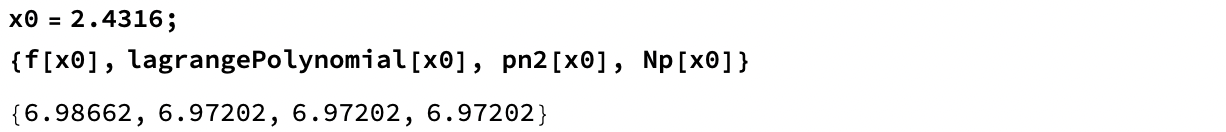 x0 = 2.4316;
{f[x0], lagrangePolynomial[x0], pn2[x0], Np[x0]}
{6.98662, 6.97202, 6.97202, 6.97202}